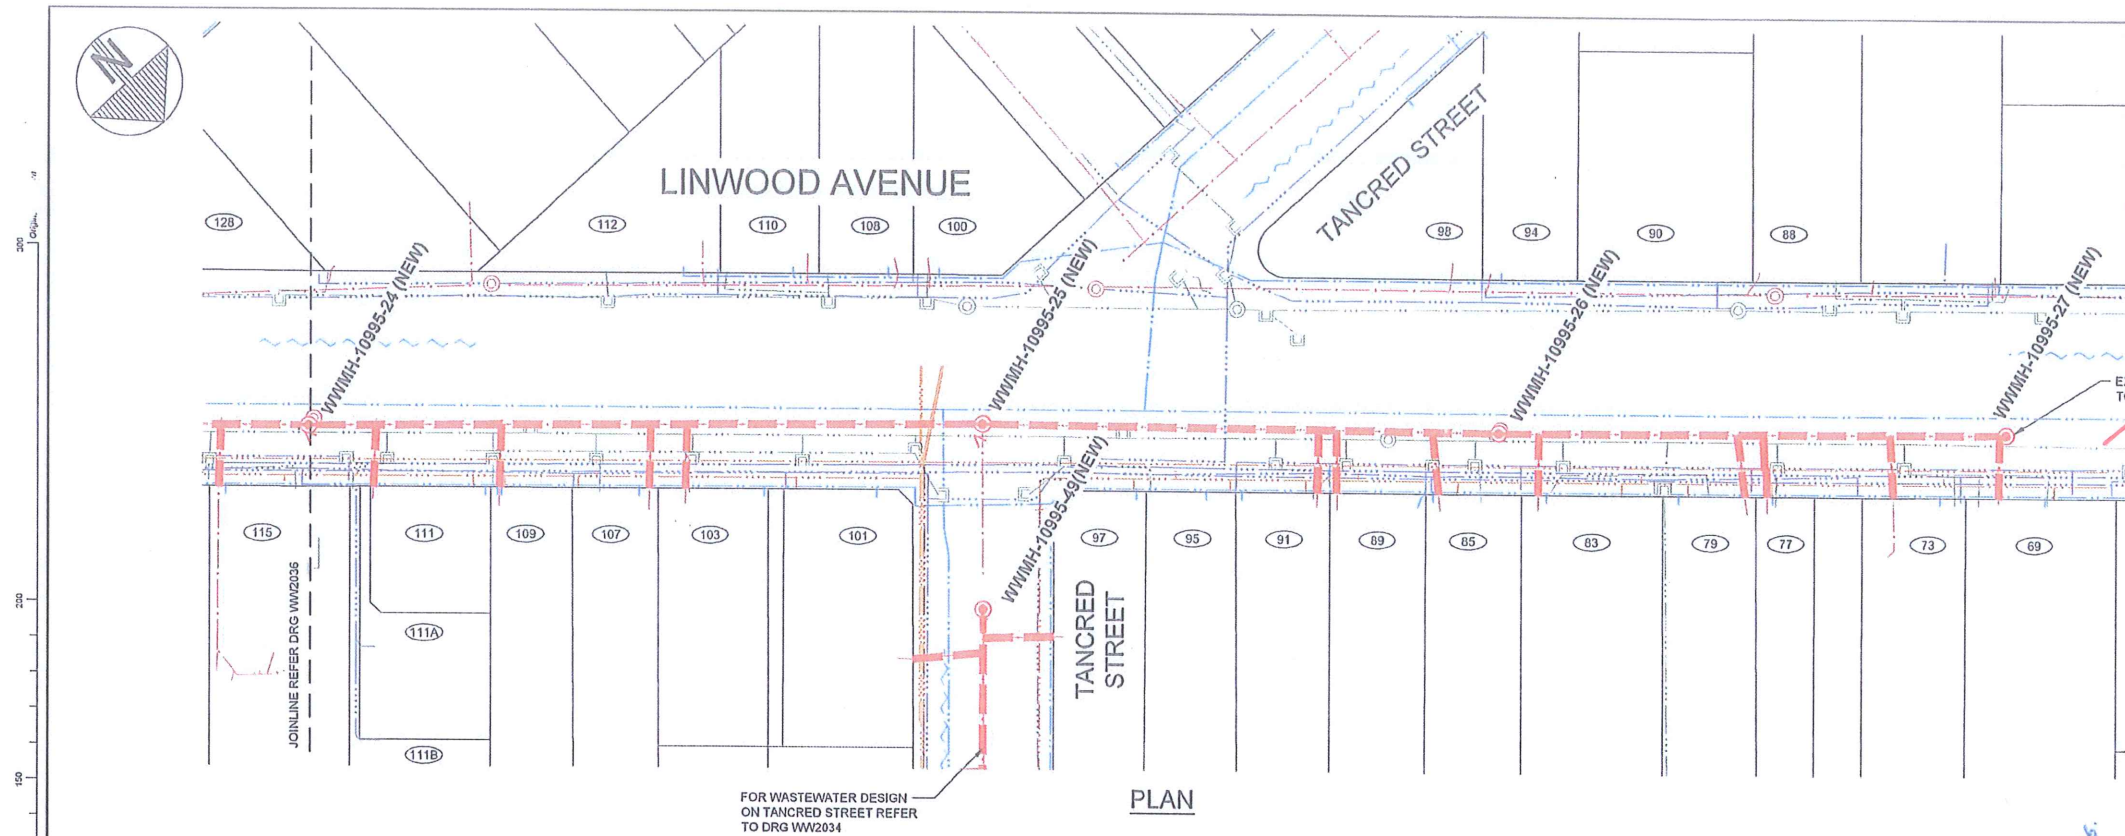 N
LINWOOD AVENUE
TANCRED STREET
128
112
110
108
100
98
94
90
88
300
WWMH-10995-24 (NEW)
WWMH-10995-25 (NEW)
WWMH-10995-26 (NEW)
WWMH-10995-27 (NEW)
WWMH-10995-49(NEW)
115
111
109
107
103
101
97
95
91
89
85
83
79
77
73
69
JOINLINE REFER DRG WW2036
200
111A
111B
TANCRED
STREET
150
FOR WASTEWATER DESIGN
ON TANCRED STREET REFER
TO DRG WW2034
PLAN